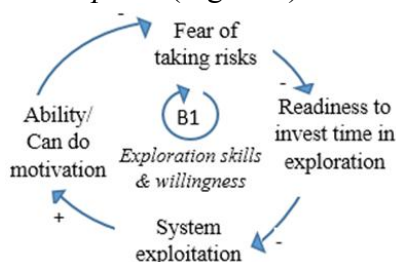 -
Fear of
taking risks
-
Readiness to
invest time in
exploration
Ability/
Can do
motivation
B1
Exploration skills
& willingness
+
System
exploitation
-